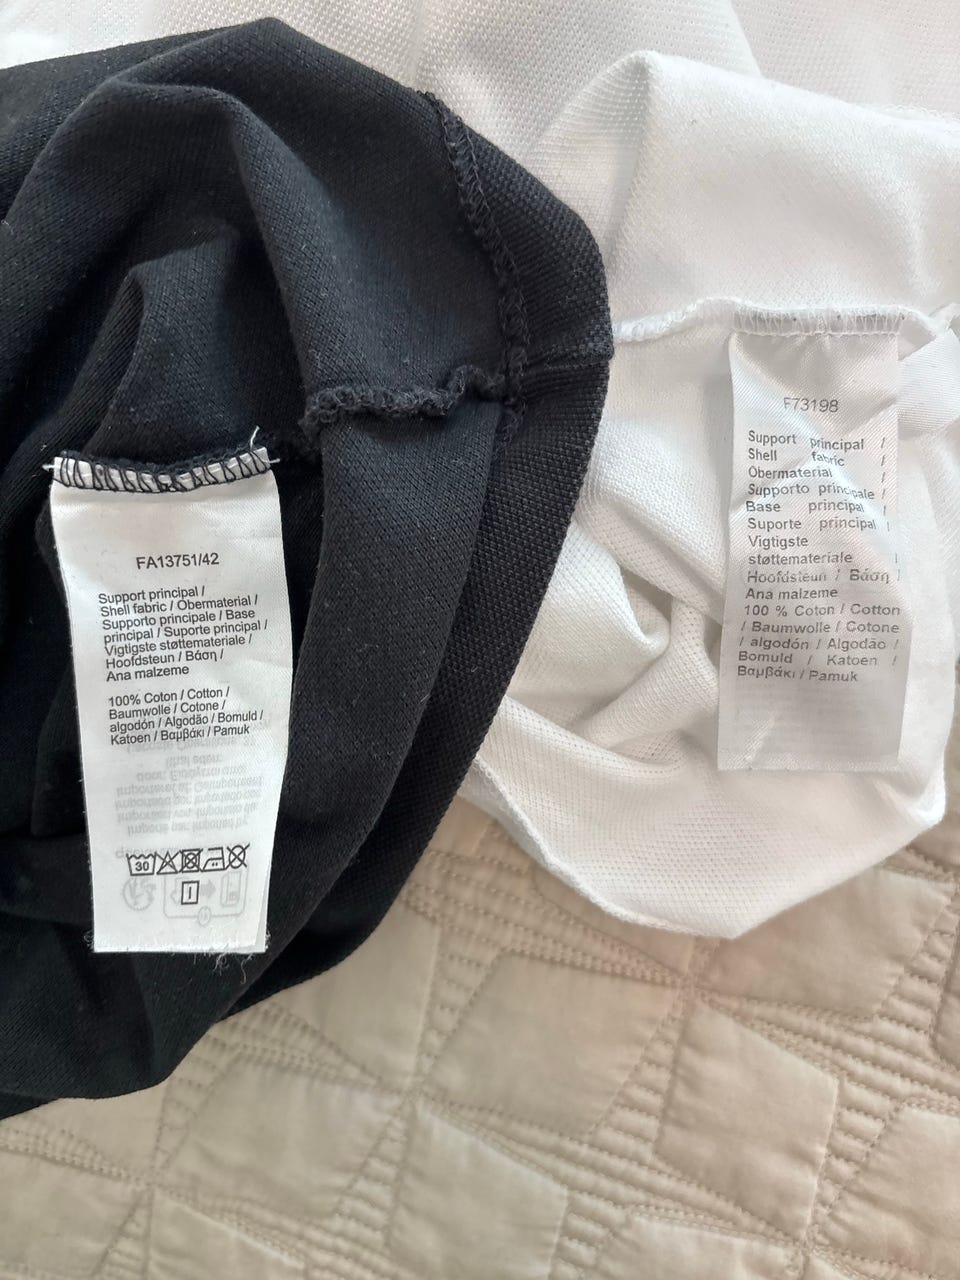 FA13751/42
Support principal /
Shell fabric / Obermaterial /
Supporto principale / Base
principal / Suporte principal /
Vigtigste støttemateriale /
Hoofdsteun / Βάση /
Ana malzeme
100% Coton / Cotton /
Baumwolle / Cotone /
algodón / Algodão / Bomuld /
Katoen / Βαμβάκι / Pamuk
30
F73198
Support principal /
Shell fabric /
Obermaterial /
Supporto principale /
Base principal /
Suporte principal /
Vigtigste
støttemateriale /
Hoofdsteun / Βάση /
Ana malzeme
100 % Coton / Cotton
/ Baumwolle / Cotone
/ algodón / Algodão /
Bomuld / Katoen /
Βαμβάκι / Pamuk